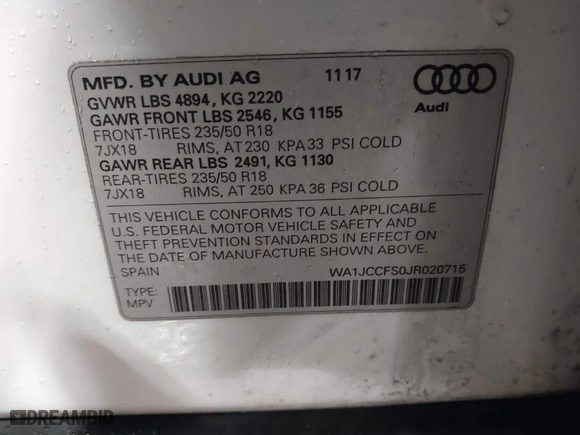 MFD. BY AUDI AG 11 17
GVWR LBS 4894, KG 2220
GAWR FRONT LBS 2546, KG 1155
FRONT-TIRES 235/50 R18
7JX18 RIMS, AT 230 KPA 33 PSI COLD
GAWR REAR LBS 2491, KG 1130
REAR-TIRES 235/50 R18
7JX18 RIMS, AT 250 KPA 36 PSI COLD
Audi
THIS VEHICLE CONFORMS TO ALL APPLICABLE
U.S. FEDERAL MOTOR VEHICLE SAFETY AND
THEFT PREVENTION STANDARDS IN EFFECT ON
THE DATE OF MANUFACTURE SHOWN ABOVE.
SPAIN WA1JCCFS0JR020715
TYPE:
MPV
DREAMBID